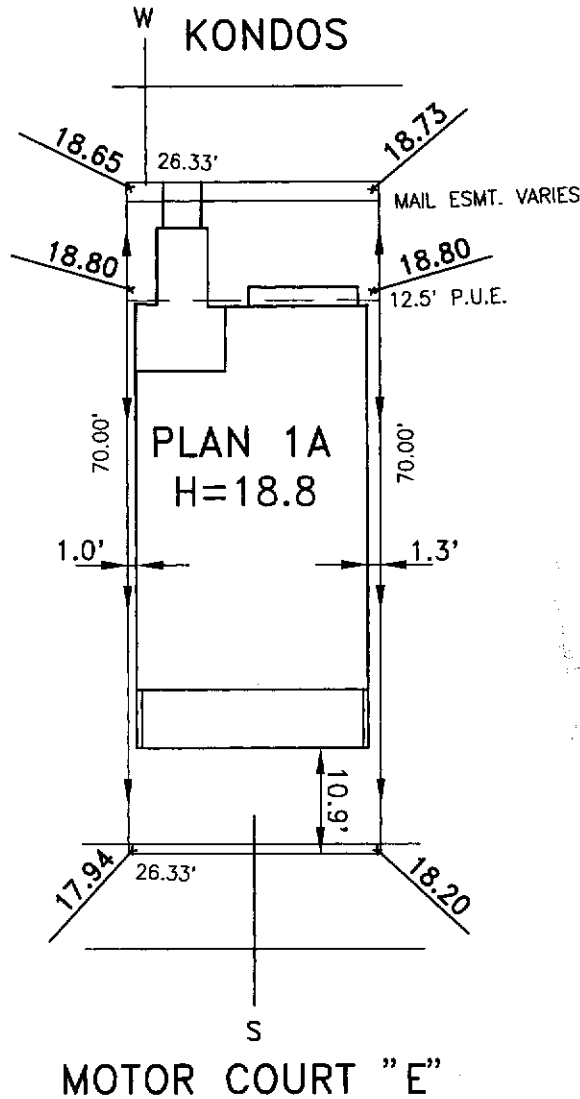 W
KONDOS
18.65
26.33'
18.73
MAIL ESMT. VARIES
18.80
18.80
12.5' P.U.E.
70.00'
70.00'
PLAN 1A
H=18.8
1.0'
1.3'
10.9'
17.94
26.33'
18.20
S
MOTOR COURT "E"